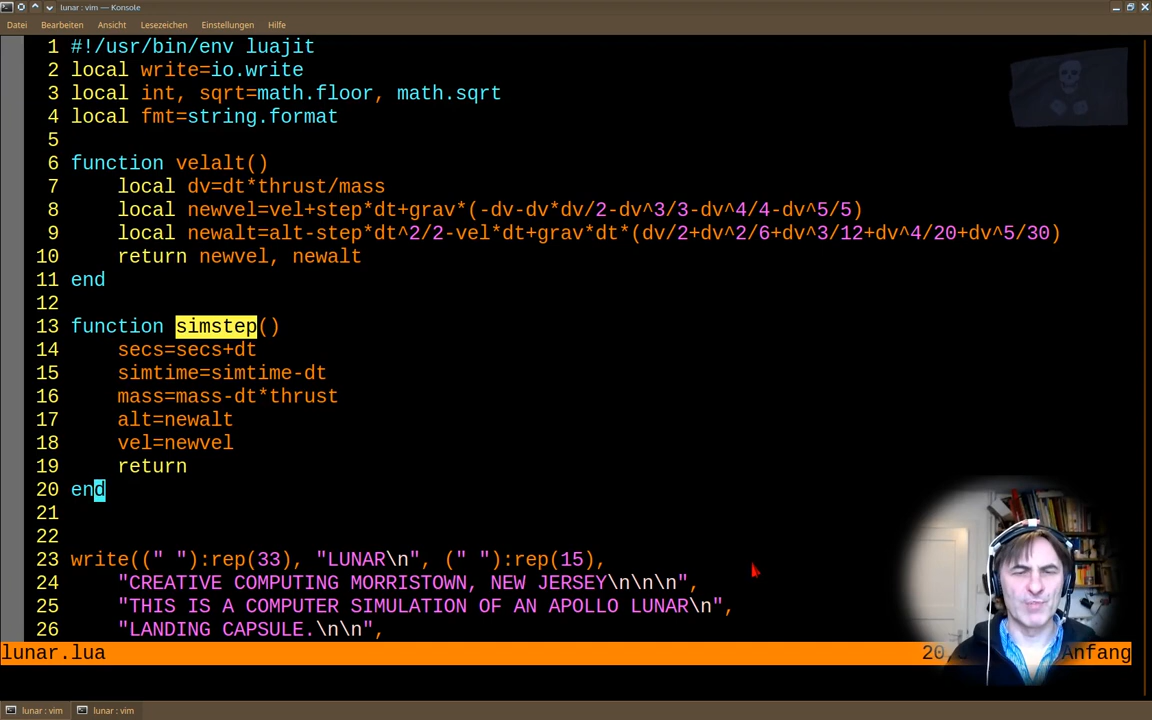 lunar : vim — Konsole
Datei Bearbeiten Ansicht Lesezeichen Einstellungen Hilfe
1 #!/usr/bin/env luajit
2 local write=io.write
3 local int, sqrt=math.floor, math.sqrt
4 local fmt=string.format
5
6 function velalt()
7     local dv=dt*thrust/mass
8     local newvel=vel+step*dt+grav*(-dv-dv*dv/2-dv^3/3-dv^4/4-dv^5/5)
9     local newalt=alt-step*dt^2/2-vel*dt+grav*dt*(dv/2+dv^2/6+dv^3/12+dv^4/20+dv^5/30)
10     return newvel, newalt
11 end
12
13 function simstep()
14     secs=secs+dt
15     simtime=simtime-dt
16     mass=mass-dt*thrust
17     alt=newalt
18     vel=newvel
19     return
20 end
21
22
23 write((" "):rep(33), "LUNAR\n", (" "):rep(15),
24     "CREATIVE COMPUTING MORRISTOWN, NEW JERSEY\n\n\n",
25     "THIS IS A COMPUTER SIMULATION OF AN APOLLO LUNAR\n",
26     "LANDING CAPSULE.\n\n",
lunar.lua 20, Anfang
lunar : vim lunar : vim